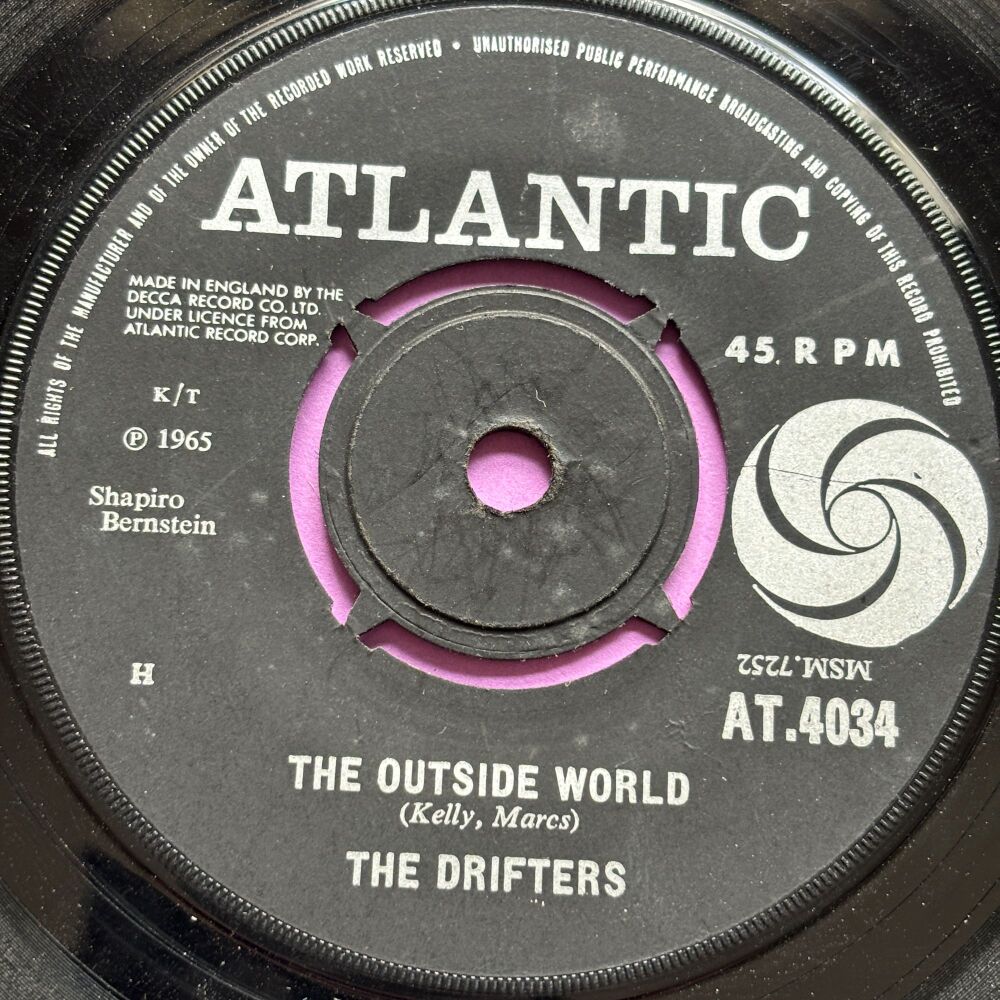 ALL RIGHTS OF THE MANUFACTURER AND OF THE OWNER OF THE RECORDED WORK RESERVED • UNAUTHORISED PUBLIC PERFORMANCE BROADCASTING AND COPYING OF THIS RECORD PROHIBITED
ATLANTIC
MADE IN ENGLAND BY THE
DECCA RECORD CO. LTD.
UNDER LICENCE FROM
ATLANTIC RECORD CORP.
45. R P M
K/T
℗ 1965
Shapiro
Bernstein
H
MSM.7252
AT.4034
THE OUTSIDE WORLD
(Kelly, Marcs)
THE DRIFTERS